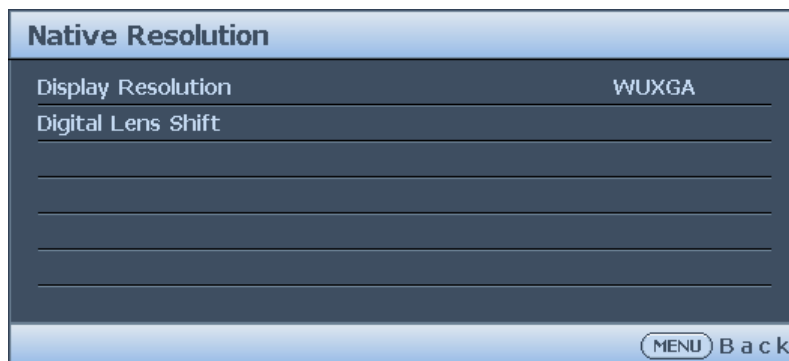 Native Resolution
Display Resolution WUXGA
Digital Lens Shift
MENU Back